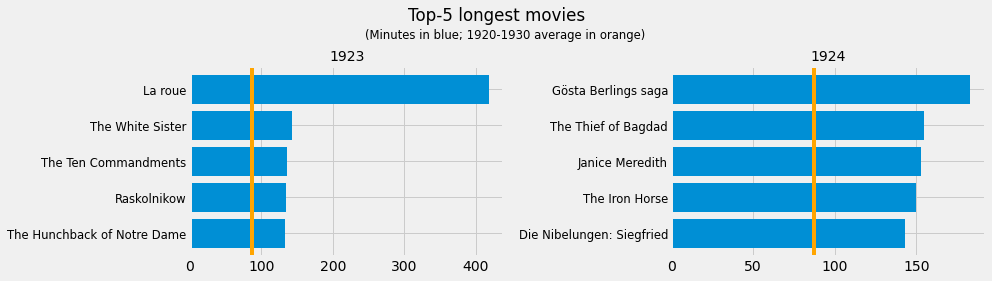 Top-5 longest movies
(Minutes in blue; 1920-1930 average in orange)
1923
La roue
The White Sister
The Ten Commandments
Raskolnikow
The Hunchback of Notre Dame
0 100 200 300 400
1924
Gösta Berlings saga
The Thief of Bagdad
Janice Meredith
The Iron Horse
Die Nibelungen: Siegfried
0 50 100 150